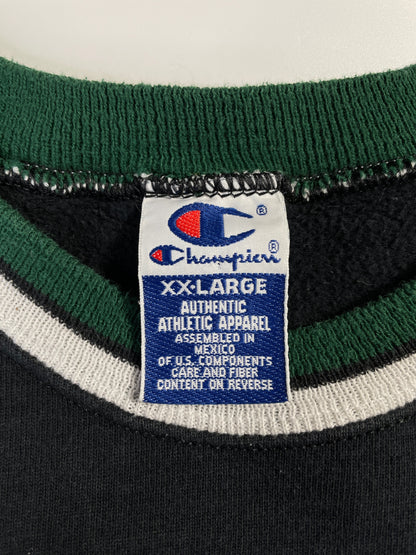 ®
Champion®
XX-LARGE
AUTHENTIC
ATHLETIC APPAREL
ASSEMBLED IN
MEXICO
OF U.S. COMPONENTS
CARE AND FIBER
CONTENT ON REVERSE